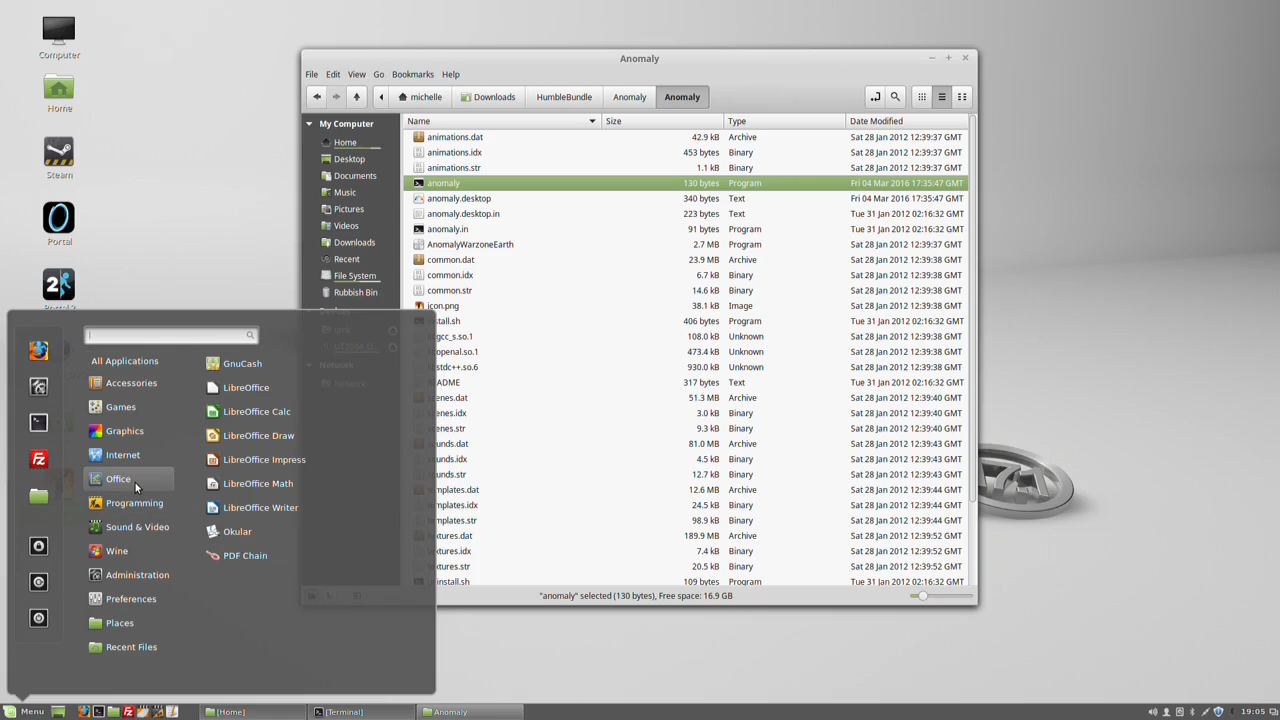 Computer
Home
Steam
Portal
Anomaly
File Edit View Go Bookmarks Help
michelle Downloads HumbleBundle Anomaly Anomaly
My Computer
Home
Desktop
Documents
Music
Pictures
Videos
Downloads
Recent
File System
Rubbish Bin
Network
Network
Name Size Type Date Modified
animations.dat 42.9 kB Archive Sat 28 Jan 2012 12:39:37 GMT
animations.idx 453 bytes Binary Sat 28 Jan 2012 12:39:37 GMT
animations.str 1.1 kB Binary Sat 28 Jan 2012 12:39:37 GMT
anomaly 130 bytes Program Fri 04 Mar 2016 17:35:47 GMT
anomaly.desktop 340 bytes Text Fri 04 Mar 2016 17:35:47 GMT
anomaly.desktop.in 223 bytes Text Tue 31 Jan 2012 02:16:32 GMT
anomaly.in 91 bytes Program Tue 31 Jan 2012 02:16:32 GMT
AnomalyWarzoneEarth 2.7 MB Program Sat 28 Jan 2012 12:39:37 GMT
common.dat 23.9 MB Archive Sat 28 Jan 2012 12:39:38 GMT
common.idx 6.7 kB Binary Sat 28 Jan 2012 12:39:38 GMT
common.str 14.6 kB Binary Sat 28 Jan 2012 12:39:38 GMT
icon.png 38.1 kB Image Sat 28 Jan 2012 12:39:38 GMT
install.sh 406 bytes Program Tue 31 Jan 2012 02:16:32 GMT
gcc_s.so.1 108.0 kB Unknown Sat 28 Jan 2012 12:39:38 GMT
openal.so.1 473.4 kB Unknown Sat 28 Jan 2012 12:39:38 GMT
stdc++.so.6 930.0 kB Unknown Sat 28 Jan 2012 12:39:38 GMT
README 317 bytes Text Tue 31 Jan 2012 02:16:32 GMT
scenes.dat 51.3 MB Archive Sat 28 Jan 2012 12:39:40 GMT
scenes.idx 3.0 kB Binary Sat 28 Jan 2012 12:39:40 GMT
scenes.str 9.3 kB Binary Sat 28 Jan 2012 12:39:40 GMT
sounds.dat 81.0 MB Archive Sat 28 Jan 2012 12:39:43 GMT
sounds.idx 4.5 kB Binary Sat 28 Jan 2012 12:39:43 GMT
sounds.str 12.7 kB Binary Sat 28 Jan 2012 12:39:43 GMT
templates.dat 12.6 MB Archive Sat 28 Jan 2012 12:39:44 GMT
templates.idx 24.5 kB Binary Sat 28 Jan 2012 12:39:44 GMT
templates.str 98.9 kB Binary Sat 28 Jan 2012 12:39:44 GMT
textures.dat 189.9 MB Archive Sat 28 Jan 2012 12:39:52 GMT
textures.idx 7.4 kB Binary Sat 28 Jan 2012 12:39:52 GMT
textures.str 20.5 kB Binary Sat 28 Jan 2012 12:39:52 GMT
uninstall.sh 109 bytes Program Tue 31 Jan 2012 02:16:32 GMT
"anomaly" selected (130 bytes), Free space: 16.9 GB
All Applications
Accessories
Games
Graphics
Internet
Office
Programming
Sound & Video
Wine
Administration
Preferences
Places
Recent Files
GnuCash
LibreOffice
LibreOffice Calc
LibreOffice Draw
LibreOffice Impress
LibreOffice Math
LibreOffice Writer
Okular
PDF Chain
17.1
Menu [Home] [Terminal] Anomaly 19:05